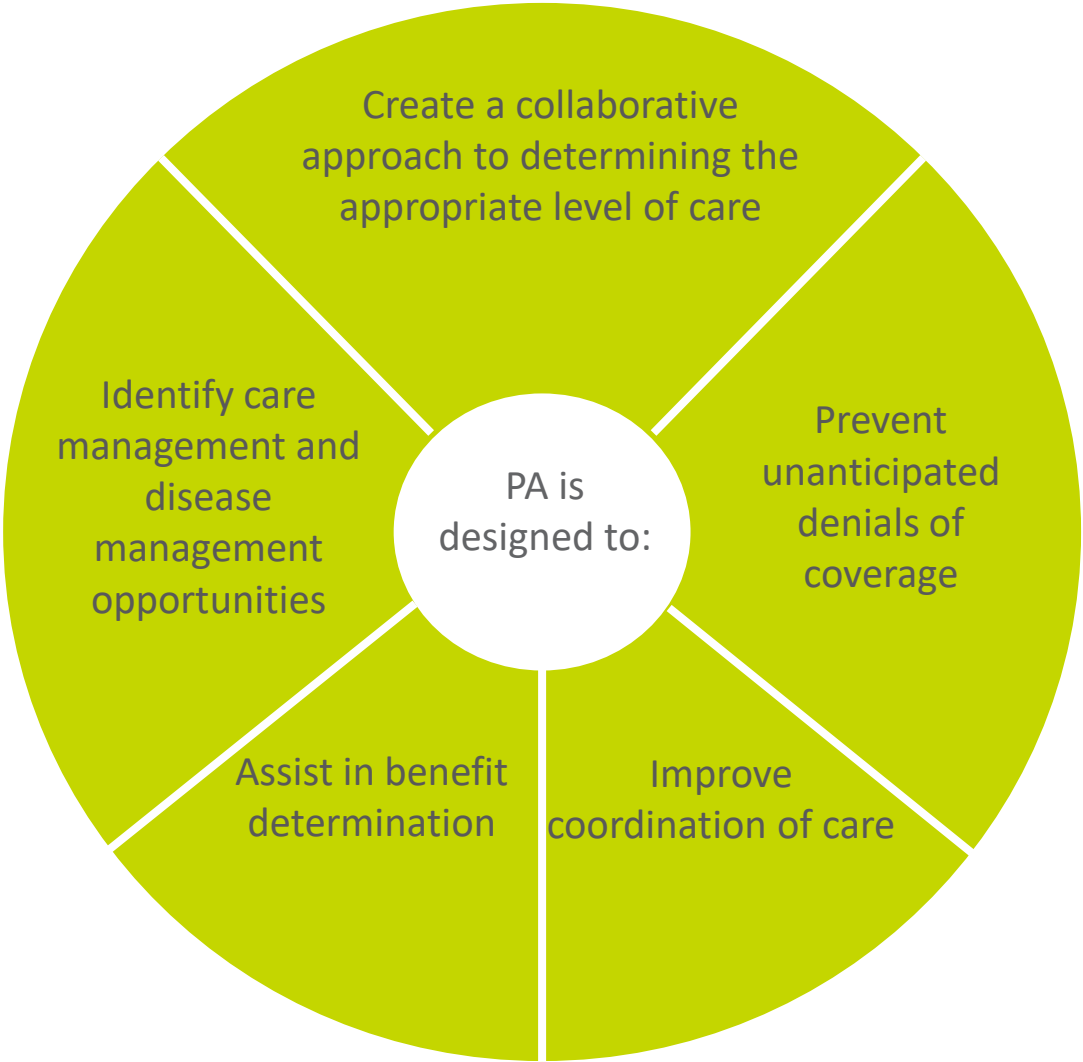 Create a collaborative
approach to determining the
appropriate level of care
Prevent
unanticipated
denials of
coverage
Improve
coordination of care
Assist in benefit
determination
Identify care
management and
disease
management
opportunities
PA is
designed to: